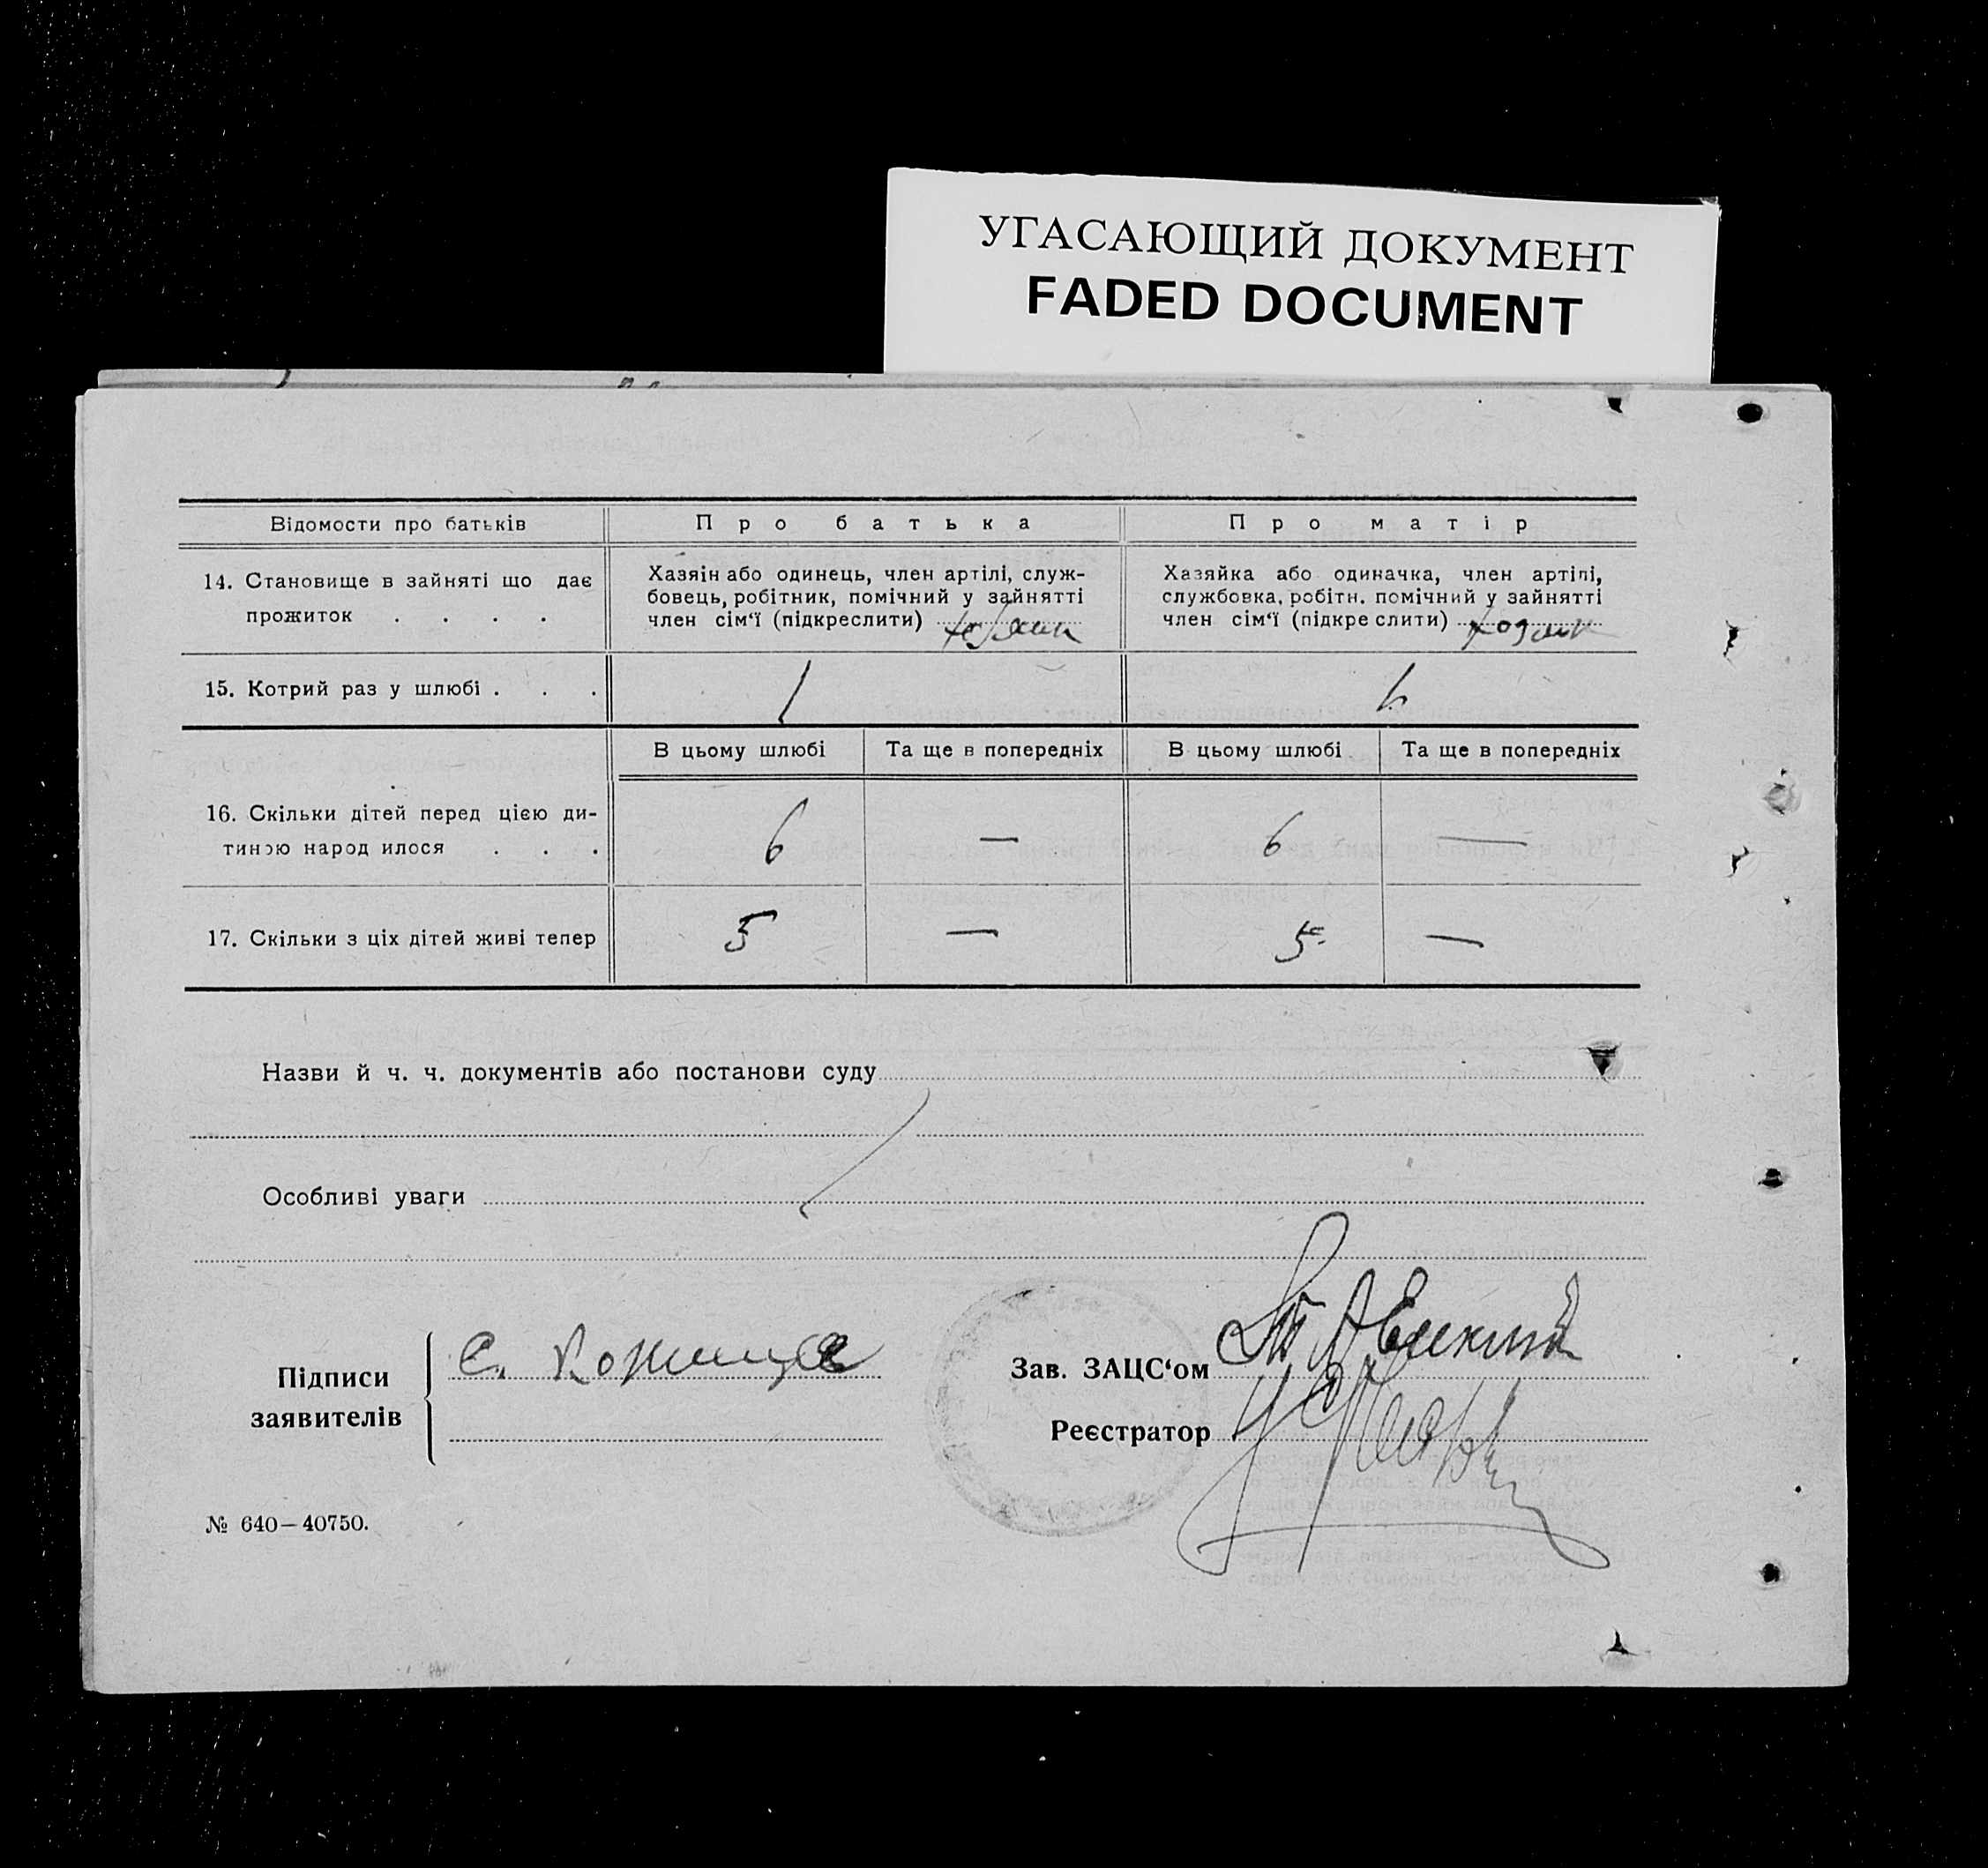 УГАСАЮЩИЙ ДОКУМЕНТ
FADED DOCUMENT
Відомости про батьків
Про батька
Про матір
14. Становище в зайняті що дає
прожиток . . . .
Хазяїн або одинець, член артілі, служ-
бовець, робітник, помічний у зайнятті
член сім'ї (підкреслити)
Хазяйка або одиначка, член артілі,
службовка, робітн. помічний у зайнятті
член сім'ї (підкреслити)
15. Котрий раз у шлюбі . . .
1
В цьому шлюбі
Та ще в попередніх
В цьому шлюбі
Та ще в попередніх
16. Скільки дітей перед цією ди-
тиною народилося . . .
6 — 6 —
17. Скільки з ціх дітей живі тепер
5 — 5 —
Назви й ч. ч. документів або постанови суду
Особливі уваги
Підписи
заявителів
Зав. ЗАЦС'ом
Реєстратор
№ 640—40750.